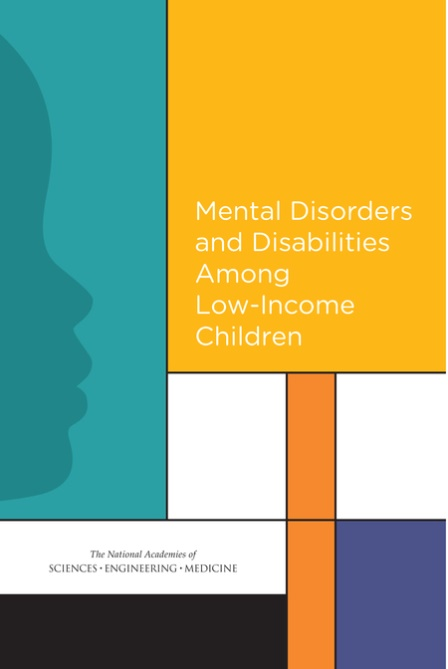 Mental Disorders
and Disabilities
Among
Low-Income
Children
The National Academies of
SCIENCES • ENGINEERING • MEDICINE